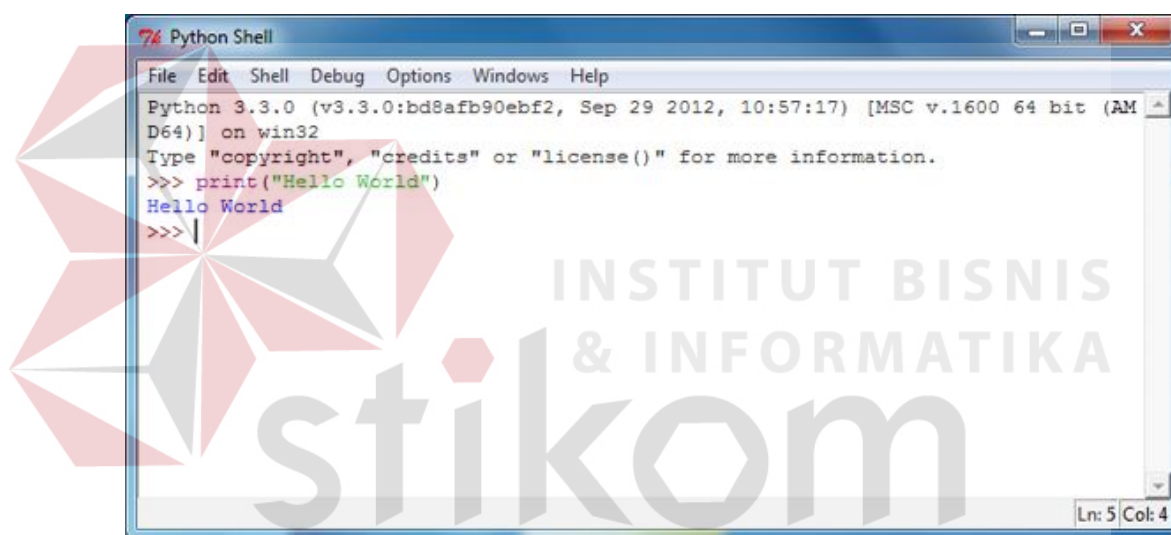 Python Shell
File Edit Shell Debug Options Windows Help
Python 3.3.0 (v3.3.0:bd8afb90ebf2, Sep 29 2012, 10:57:17) [MSC v.1600 64 bit (AM
D64)] on win32
Type "copyright", "credits" or "license()" for more information.
>>> print("Hello World")
Hello World
>>>
INSTITUT BISNIS
& INFORMATIKA
stikom
Ln: 5 Col: 4